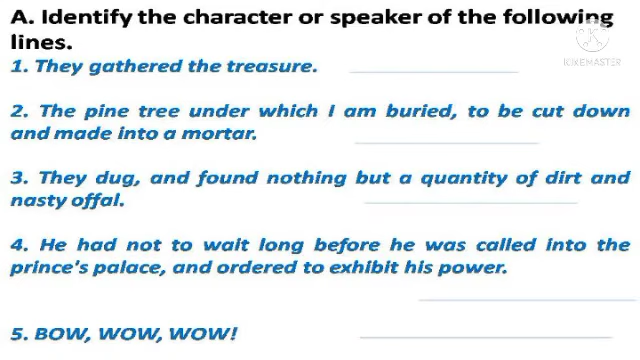 A. Identify the character or speaker of the following
lines.
1. They gathered the treasure.
2. The pine tree under which I am buried, to be cut down
and made into a mortar.
3. They dug, and found nothing but a quantity of dirt and
nasty offal.
4. He had not to wait long before he was called into the
prince's palace, and ordered to exhibit his power.
5. BOW, WOW, WOW!
KINEMASTER